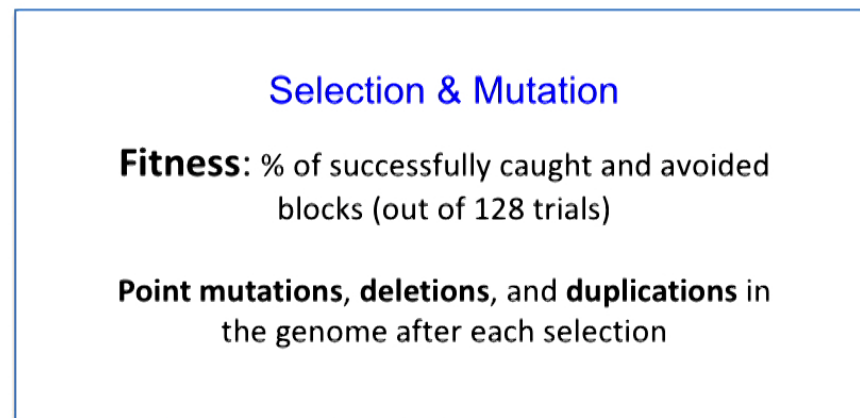 Selection & Mutation
Fitness: % of successfully caught and avoided
blocks (out of 128 trials)
Point mutations, deletions, and duplications in
the genome after each selection